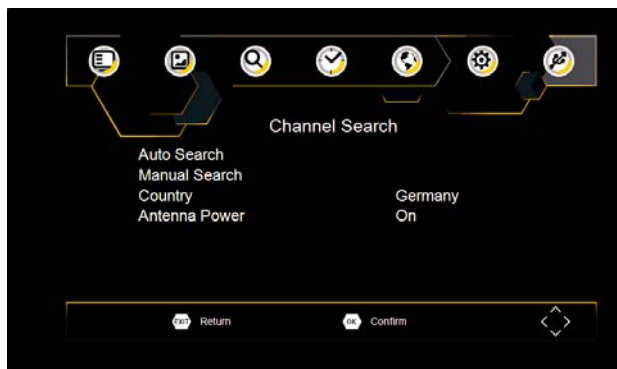 Channel Search
Auto Search
Manual Search
Country Germany
Antenna Power On
EXIT Return OK Confirm